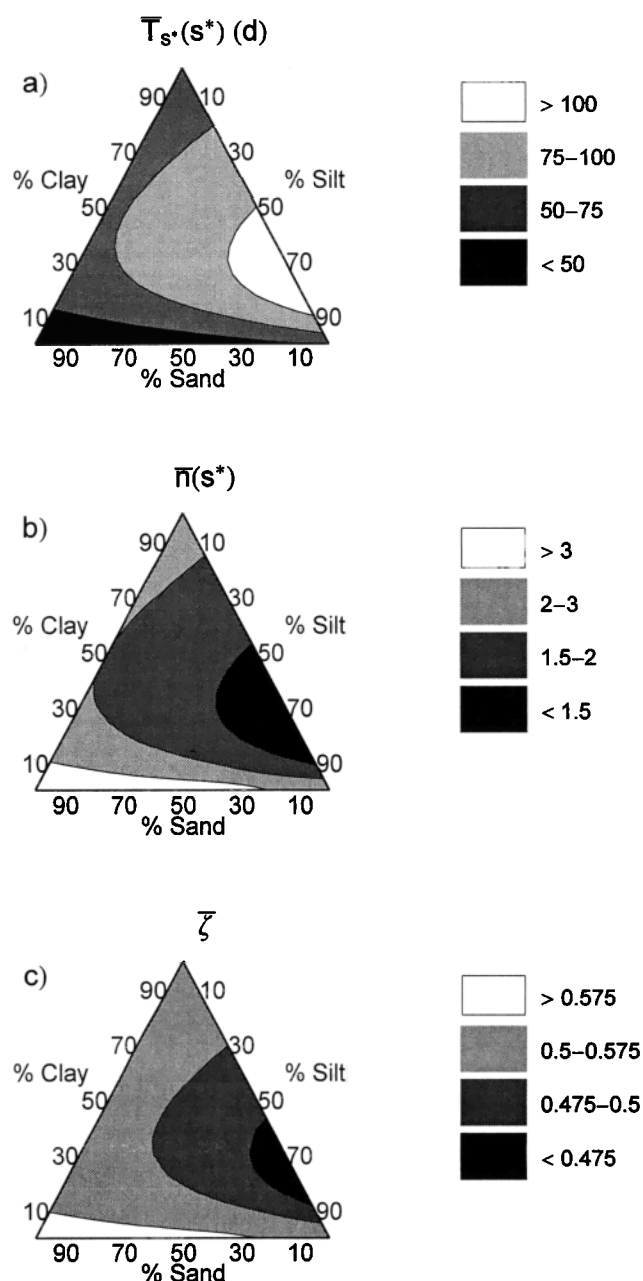 T̅s*(s*) (d)
a)
90 10
70 30
% Clay % Silt
50 50
30 70
10 90
90 70 50 30 10
% Sand
> 100
75–100
50–75
< 50
n̅(s*)
b)
90 10
70 30
% Clay % Silt
50 50
30 70
10 90
90 70 50 30 10
% Sand
> 3
2–3
1.5–2
< 1.5
ζ̅
c)
90 10
70 30
% Clay % Silt
50 50
30 70
10 90
90 70 50 30 10
% Sand
> 0.575
0.5–0.575
0.475–0.5
< 0.475